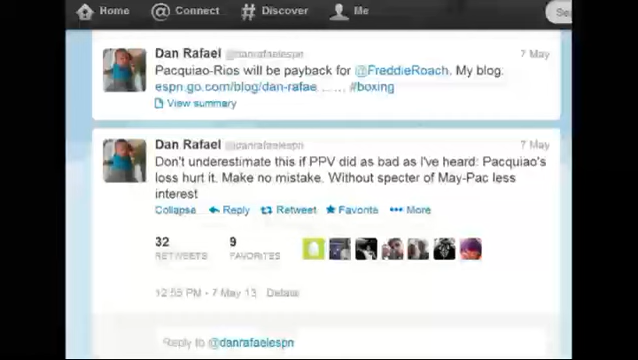 Home @ Connect # Discover Me
Dan Rafael @danrafaelespn 7 May
Pacquiao-Rios will be payback for @FreddieRoach. My blog:
espn.go.com/blog/dan-rafae... ... #boxing
View summary
Dan Rafael @danrafaelespn 7 May
Don't underestimate this if PPV did as bad as I've heard: Pacquiao's
loss hurt it. Make no mistake. Without specter of May-Pac less
interest
Collapse Reply Retweet Favorite ••• More
32 9
RETWEETS FAVORITES
12:55 PM - 7 May 13 Details
Reply to @danrafaelespn